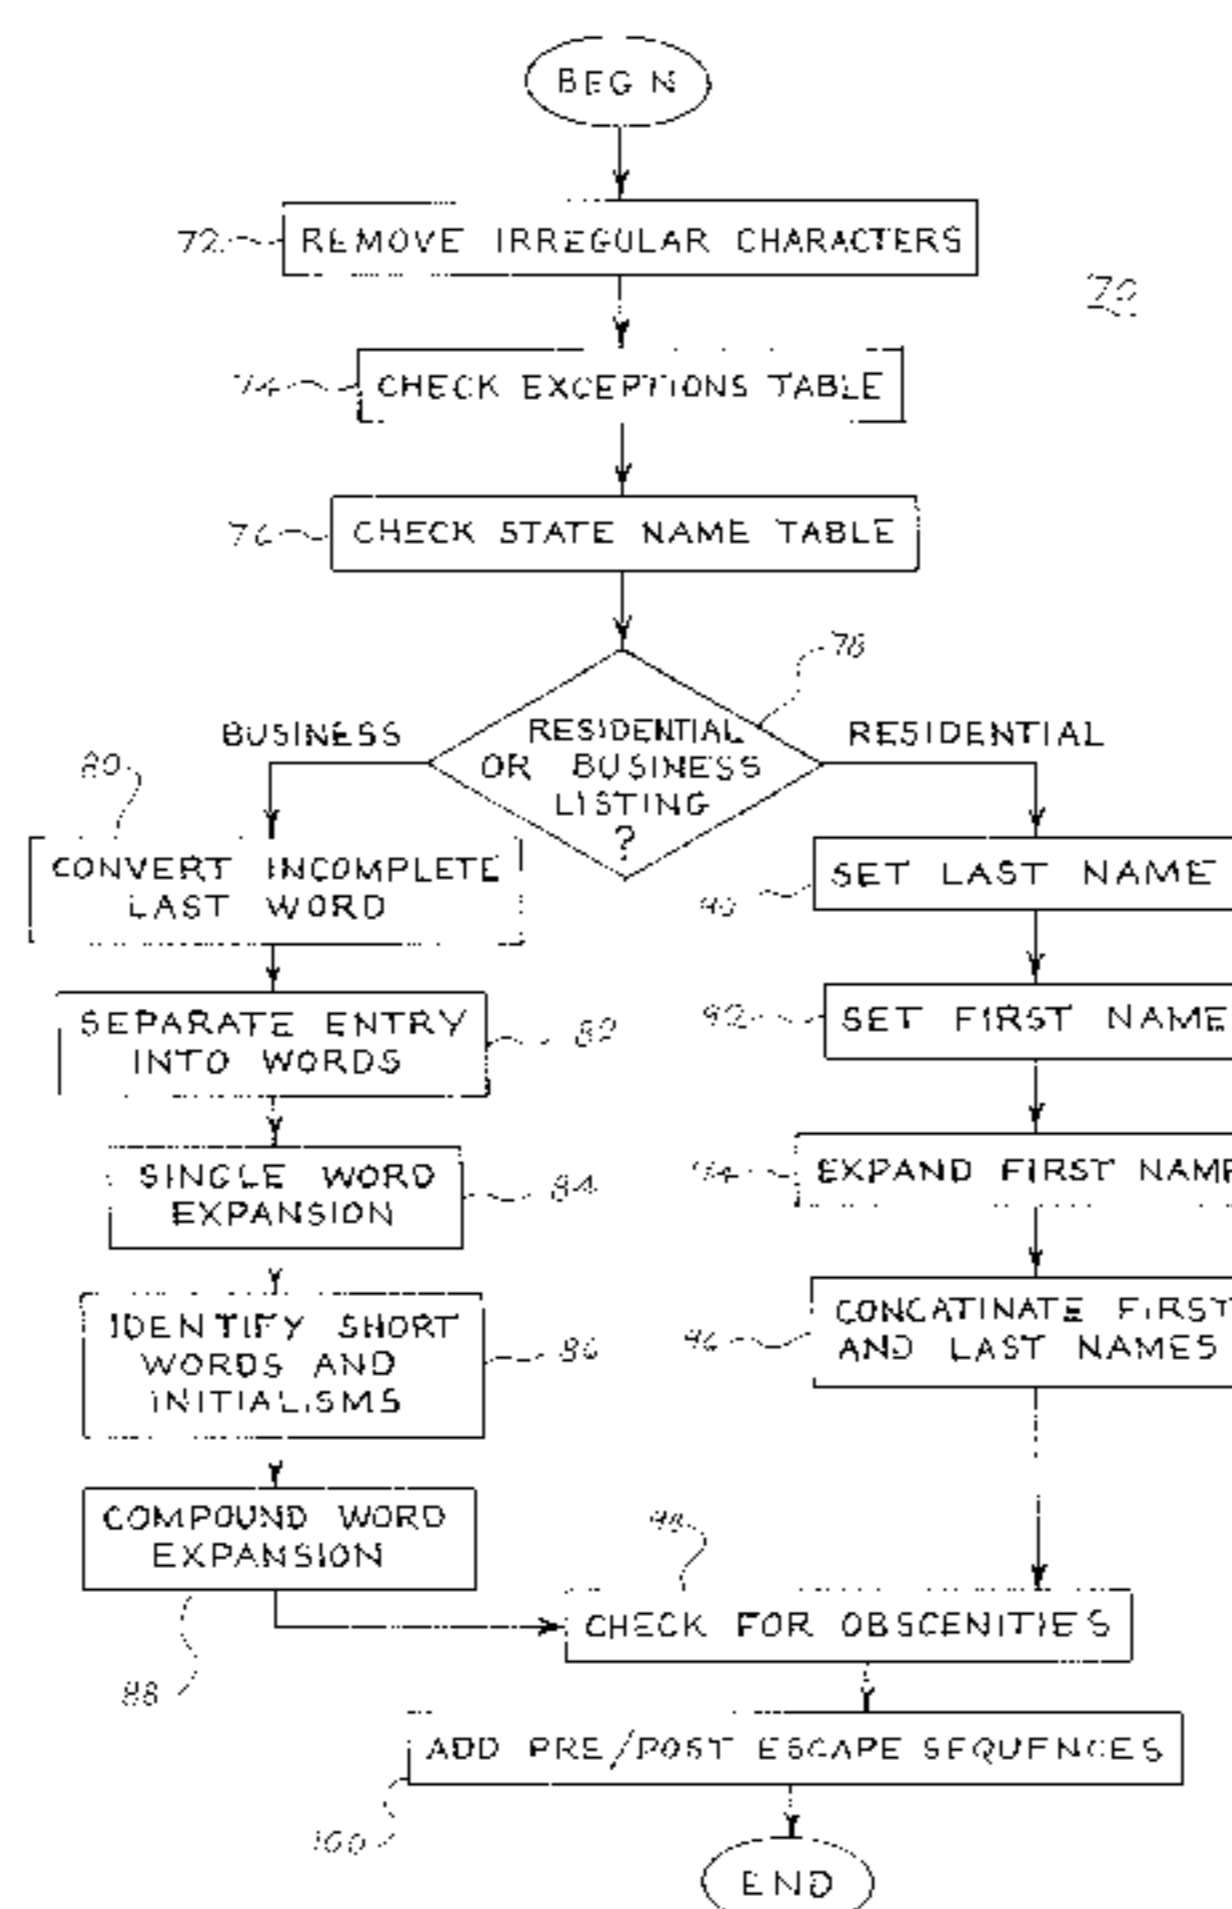 BEGIN
72
REMOVE IRREGULAR CHARACTERS
70
74
CHECK EXCEPTIONS TABLE
76
CHECK STATE NAME TABLE
78
BUSINESS
RESIDENTIAL
OR BUSINESS
LISTING
?
RESIDENTIAL
80
CONVERT INCOMPLETE
LAST WORD
90
SET LAST NAME
SEPARATE ENTRY
INTO WORDS
82
92
SET FIRST NAME
SINGLE WORD
EXPANSION
84
94
EXPAND FIRST NAME
IDENTIFY SHORT
WORDS AND
INITIALISMS
86
96
CONCATINATE FIRST
AND LAST NAMES
COMPOUND WORD
EXPANSION
88
98
CHECK FOR OBSCENITIES
ADD PRE/POST ESCAPE SEQUENCES
100
END